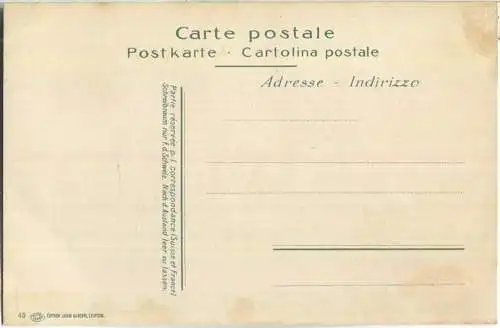 Carte postale
Postkarte · Cartolina postale
Adresse - Indirizzo
Partie réservée p. l. correspondance (Suisse et France)
Schreibraum nur f. d. Schweiz. Nach d. Ausland leer zu lassen.
43